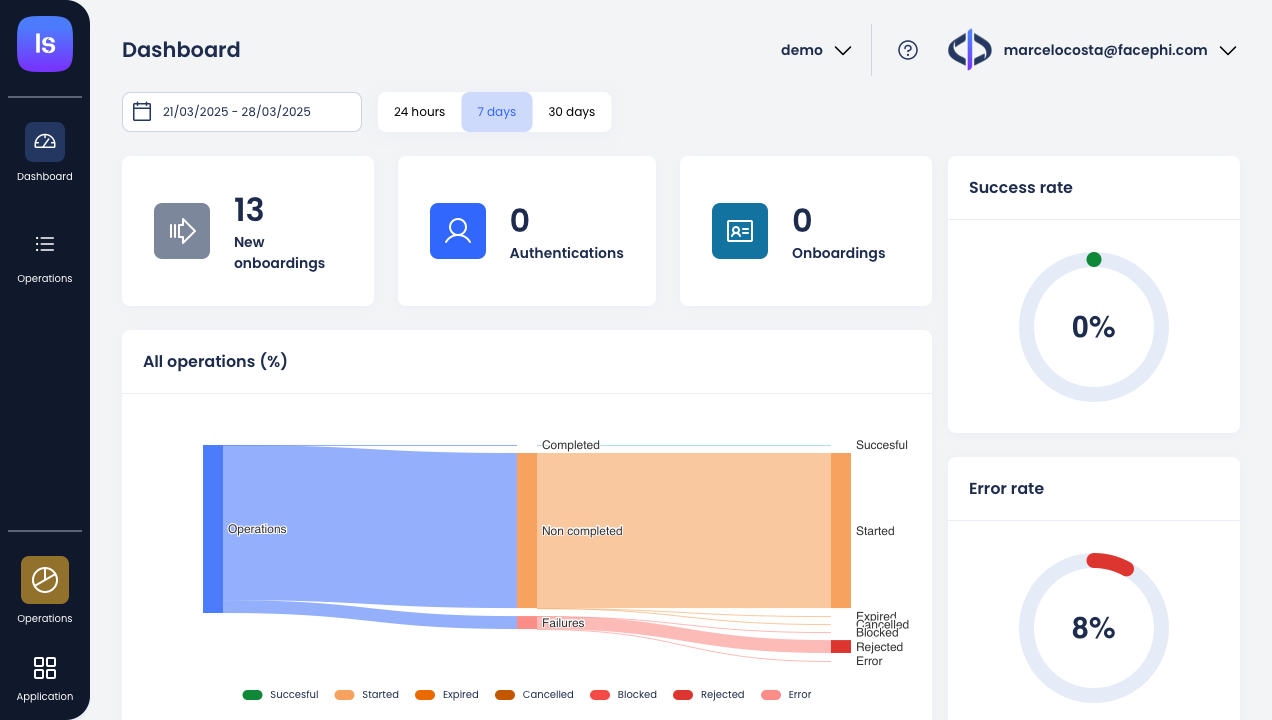 ls
Dashboard
Operations
Operations
Application
Dashboard
demo
marcelocosta@facephi.com
21/03/2025 - 28/03/2025
24 hours
7 days
30 days
13
New
onboardings
0
Authentications
0
Onboardings
Success rate
0%
All operations (%)
Operations
Completed
Non completed
Failures
Succesful
Started
Expired
Cancelled
Blocked
Rejected
Error
Succesful
Started
Expired
Cancelled
Blocked
Rejected
Error
Error rate
8%